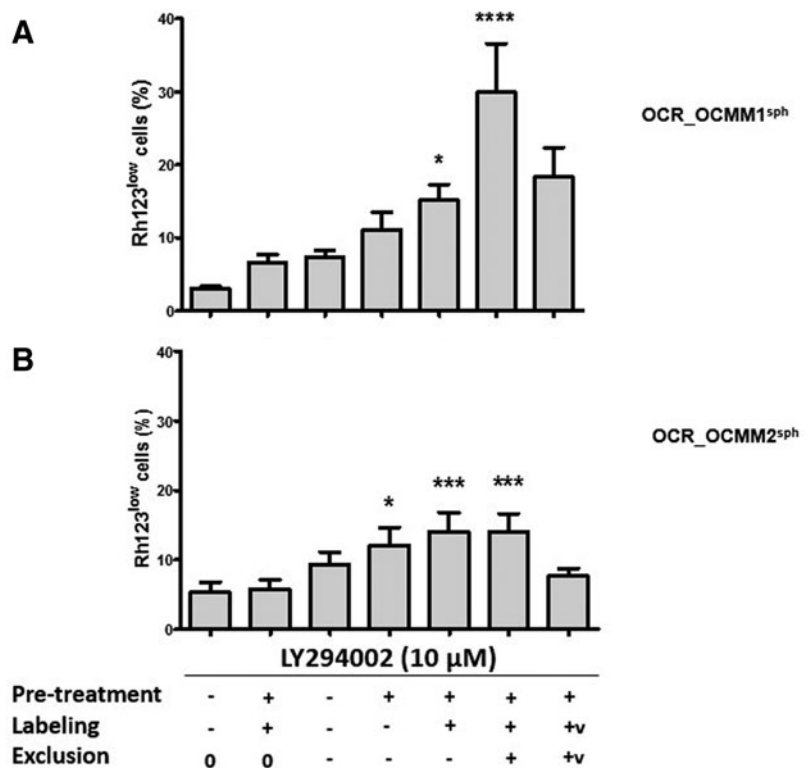 A
40
30
20
10
0
Rh123low cells (%)
*
****
OCR_OCMM1sph
B
40
30
20
10
0
Rh123low cells (%)
*
***
***
OCR_OCMM2sph
LY294002 (10 μM)
Pre-treatment - + - + + + +
Labeling - + - - + + +v
Exclusion 0 0 - - - + +v